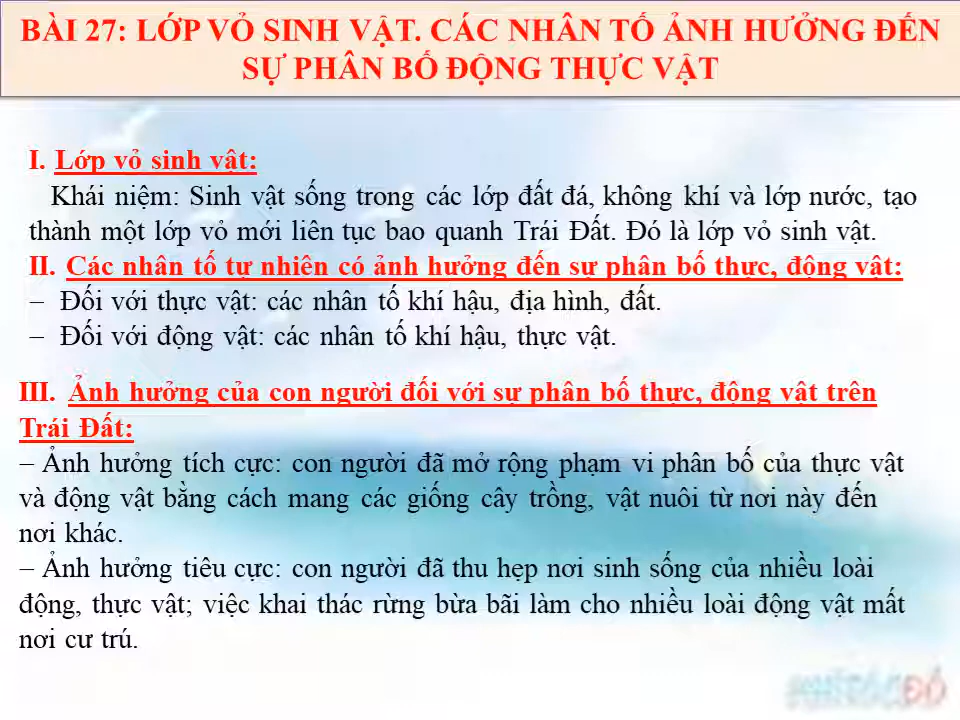 BÀI 27: LỚP VỎ SINH VẬT. CÁC NHÂN TỐ ẢNH HƯỞNG ĐẾN
SỰ PHÂN BỐ ĐỘNG THỰC VẬT
I. Lớp vỏ sinh vật:
Khái niệm: Sinh vật sống trong các lớp đất đá, không khí và lớp nước, tạo
thành một lớp vỏ mới liên tục bao quanh Trái Đất. Đó là lớp vỏ sinh vật.
II. Các nhân tố tự nhiên có ảnh hưởng đến sự phân bố thực, động vật:
– Đối với thực vật: các nhân tố khí hậu, địa hình, đất.
– Đối với động vật: các nhân tố khí hậu, thực vật.
III. Ảnh hưởng của con người đối với sự phân bố thực, động vật trên
Trái Đất:
– Ảnh hưởng tích cực: con người đã mở rộng phạm vi phân bố của thực vật
và động vật bằng cách mang các giống cây trồng, vật nuôi từ nơi này đến
nơi khác.
– Ảnh hưởng tiêu cực: con người đã thu hẹp nơi sinh sống của nhiều loài
động, thực vật; việc khai thác rừng bừa bãi làm cho nhiều loài động vật mất
nơi cư trú.